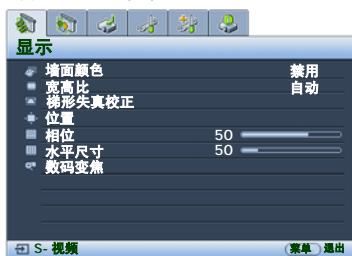 显示
墙面颜色 禁用
宽高比 自动
梯形失真校正
位置
相位 50
水平尺寸 50
数码变焦
S- 视频 菜单 退出